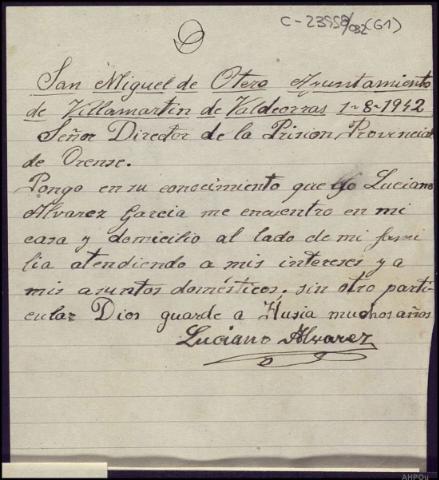 C-23558/032 (G1)
San Miguel de Otero Ayuntamiento
de Villamartin de Valdeorras 1-8-1942
Señor Director de la Prision Provincial
de Orense.
Pongo en su conocimiento que yo Luciano
Alvarez Garcia me encuentro en mi
casa y domicilio al lado de mi fami
lia atendiendo a mis intereses y a
mis asuntos domésticos. sin otro parti-
cular Dios guarde a Husia muchos años
Luciano Alvarez
AHPOu